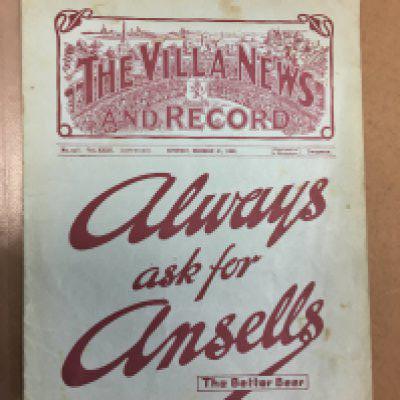 THE VILLA NEWS
AND RECORD
Always
ask for
Ansells
The Better Beer